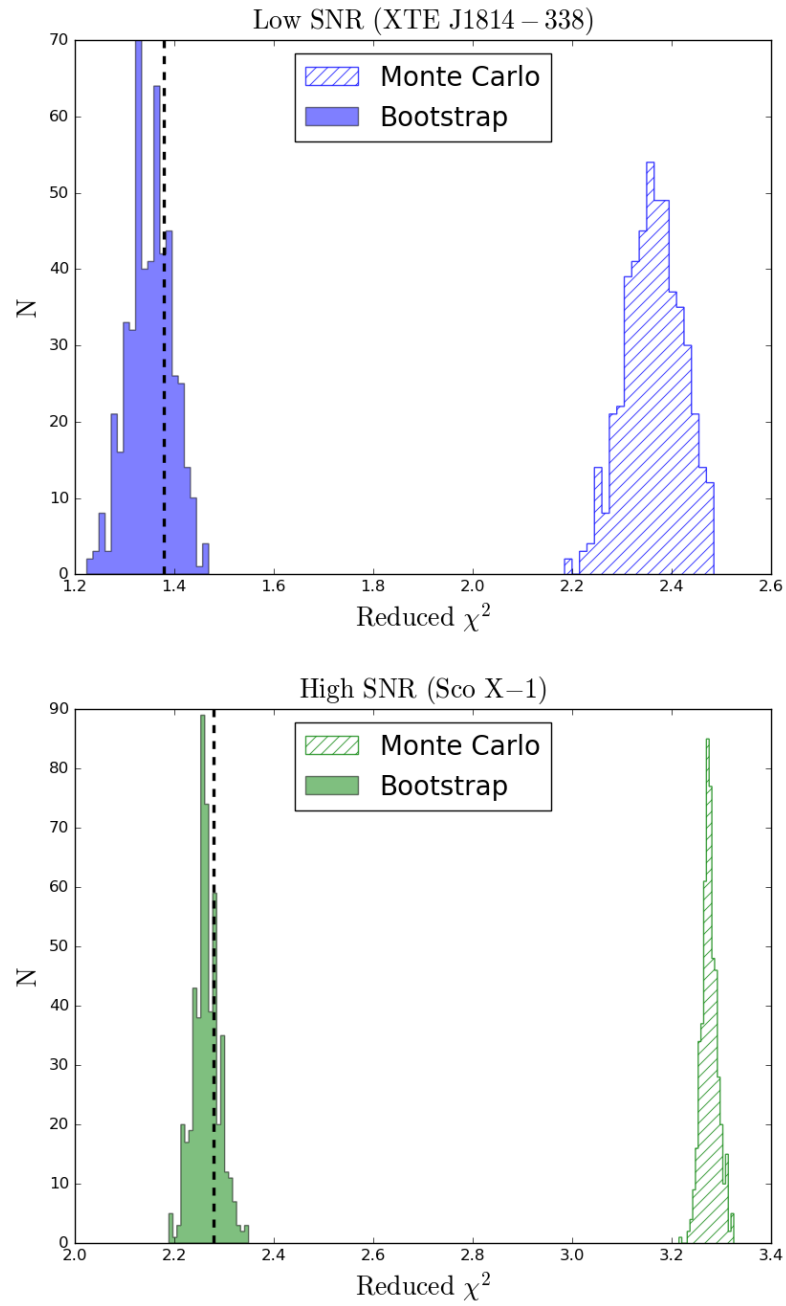 Low SNR (XTE J1814 – 338)
Monte Carlo
Bootstrap
70
60
50
40
30
20
10
0
N
1.2 1.4 1.6 1.8 2.0 2.2 2.4 2.6
Reduced χ²
High SNR (Sco X−1)
Monte Carlo
Bootstrap
90
80
70
60
50
40
30
20
10
0
N
2.0 2.2 2.4 2.6 2.8 3.0 3.2 3.4
Reduced χ²